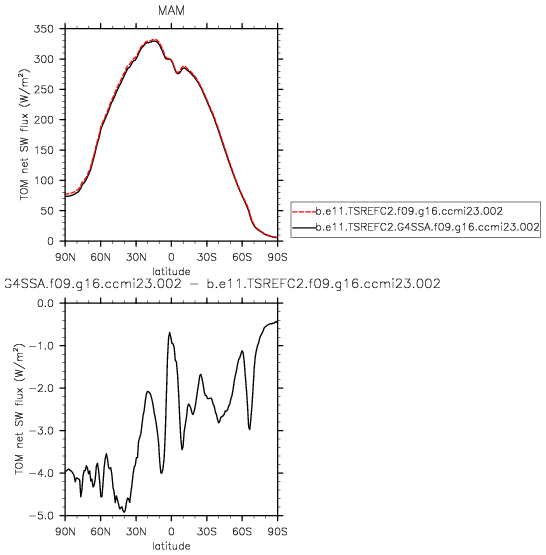 MAM
350
300
250
200
150
100
50
0
TOM net SW flux (W/m²)
90N 60N 30N 0 30S 60S 90S
latitude
b.e11.TSREFC2.f09.g16.ccmi23.002
b.e11.TSREFC2.G4SSA.f09.g16.ccmi23.002
G4SSA.f09.g16.ccmi23.002 - b.e11.TSREFC2.f09.g16.ccmi23.002
0.0
-1.0
-2.0
-3.0
-4.0
-5.0
TOM net SW flux (W/m²)
90N 60N 30N 0 30S 60S 90S
latitude